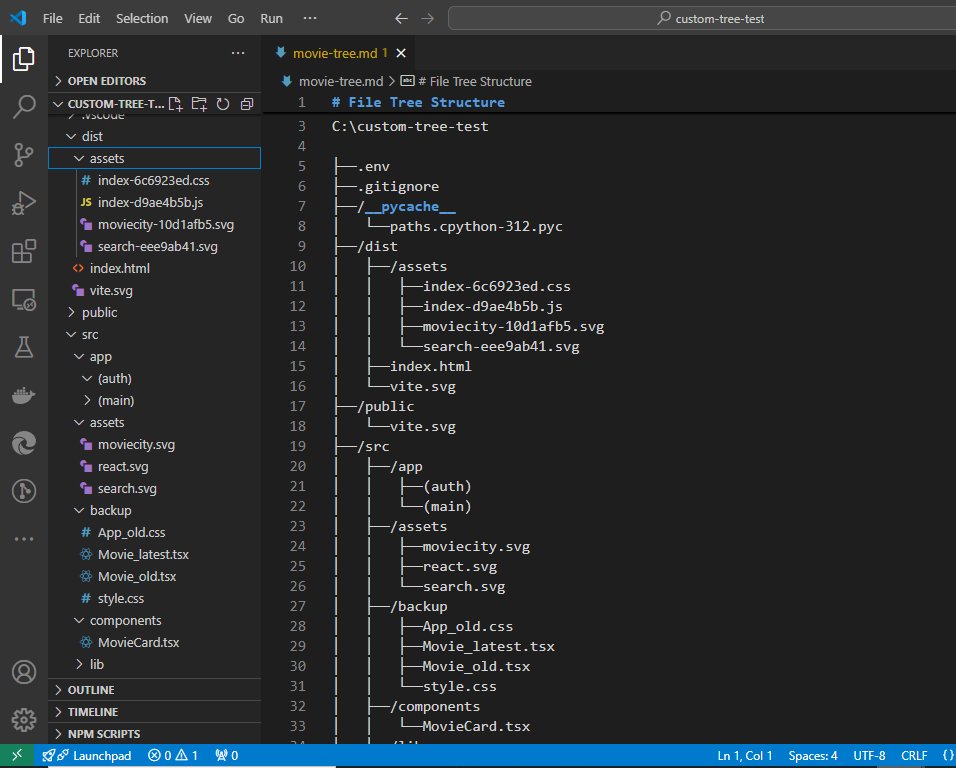 File Edit Selection View Go Run ··· custom-tree-test
EXPLORER ···
OPEN EDITORS
CUSTOM-TREE-T...
.vscode
dist
assets
# index-6c6923ed.css
JS index-d9ae4b5b.js
moviecity-10d1afb5.svg
search-eee9ab41.svg
<> index.html
vite.svg
public
src
app
(auth)
(main)
assets
moviecity.svg
react.svg
search.svg
backup
# App_old.css
Movie_latest.tsx
Movie_old.tsx
# style.css
components
MovieCard.tsx
lib
OUTLINE
TIMELINE
NPM SCRIPTS
movie-tree.md 1
movie-tree.md > abc # File Tree Structure
1 # File Tree Structure
3 C:\custom-tree-test
4
5 ├──.env
6 ├──.gitignore
7 ├──/__pycache__
8 │   └──paths.cpython-312.pyc
9 ├──/dist
10 │   ├──/assets
11 │   │   ├──index-6c6923ed.css
12 │   │   ├──index-d9ae4b5b.js
13 │   │   ├──moviecity-10d1afb5.svg
14 │   │   └──search-eee9ab41.svg
15 │   ├──index.html
16 │   └──vite.svg
17 ├──/public
18 │   └──vite.svg
19 ├──/src
20 │   ├──/app
21 │   │   ├──(auth)
22 │   │   └──(main)
23 │   ├──/assets
24 │   │   ├──moviecity.svg
25 │   │   ├──react.svg
26 │   │   └──search.svg
27 │   ├──/backup
28 │   │   ├──App_old.css
29 │   │   ├──Movie_latest.tsx
30 │   │   ├──Movie_old.tsx
31 │   │   └──style.css
32 │   ├──/components
33 │   │   └──MovieCard.tsx
34 │   ├──/lib
Launchpad 0 1 0 Ln 1, Col 1 Spaces: 4 UTF-8 CRLF {}